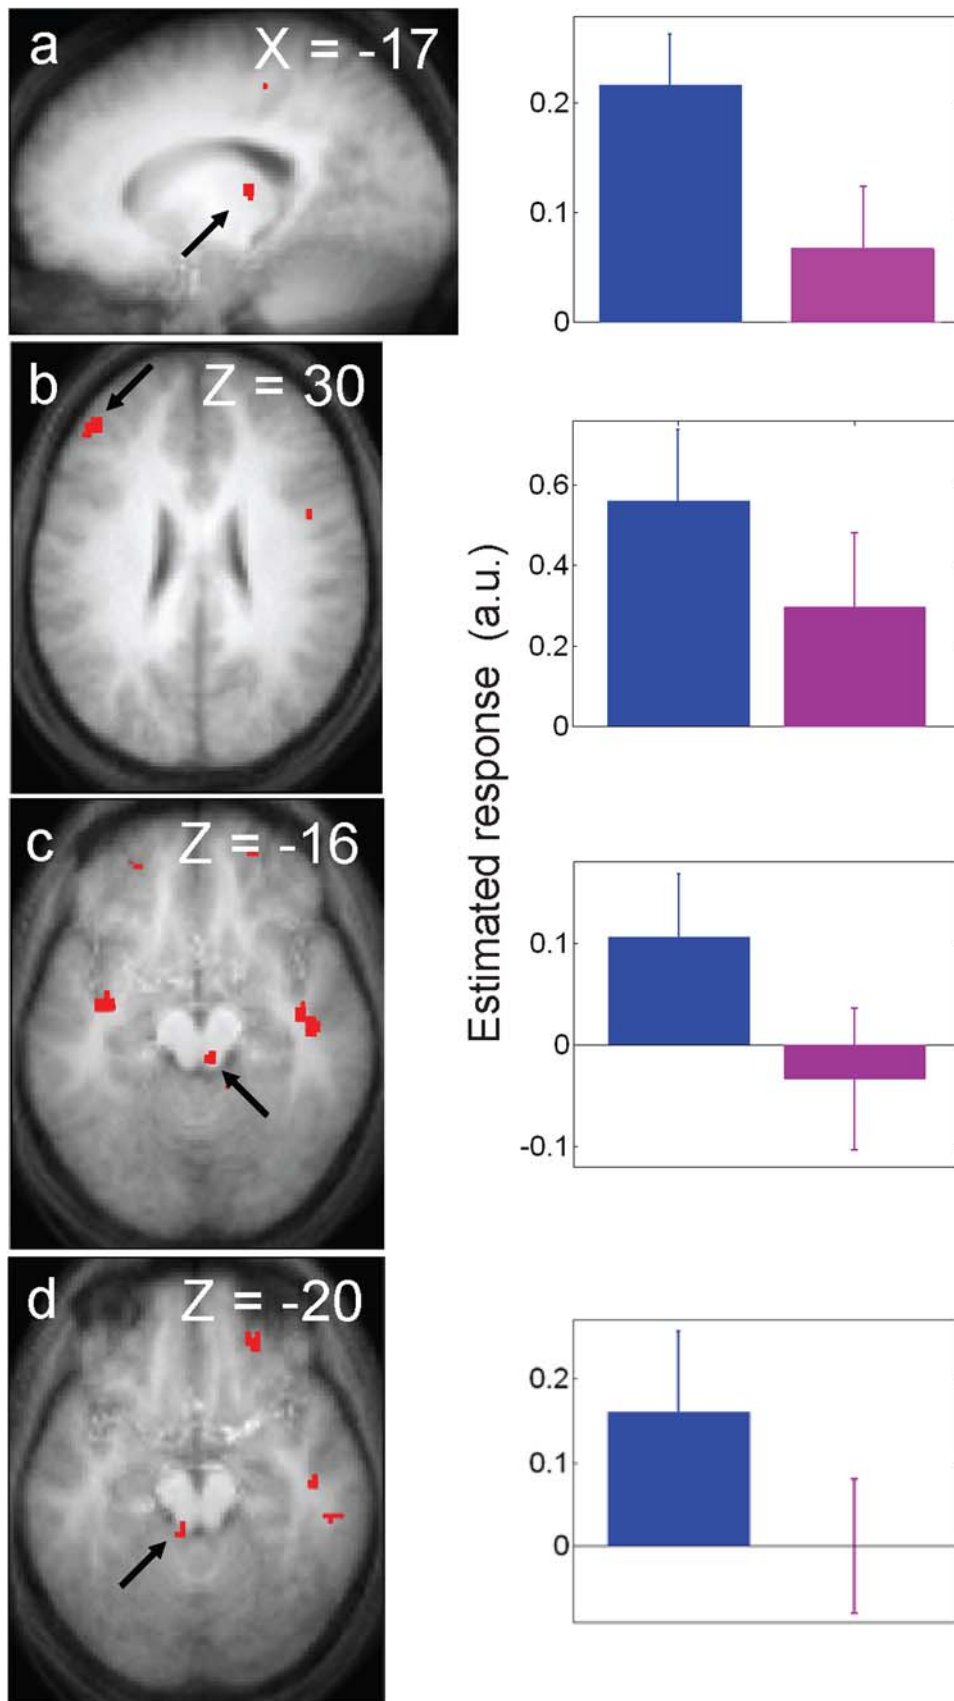 a
X = -17
0.2
0.1
0
b
Z = 30
0.6
0.4
0.2
0
Estimated response (a.u.)
c
Z = -16
0.1
0
-0.1
d
Z = -20
0.2
0.1
0